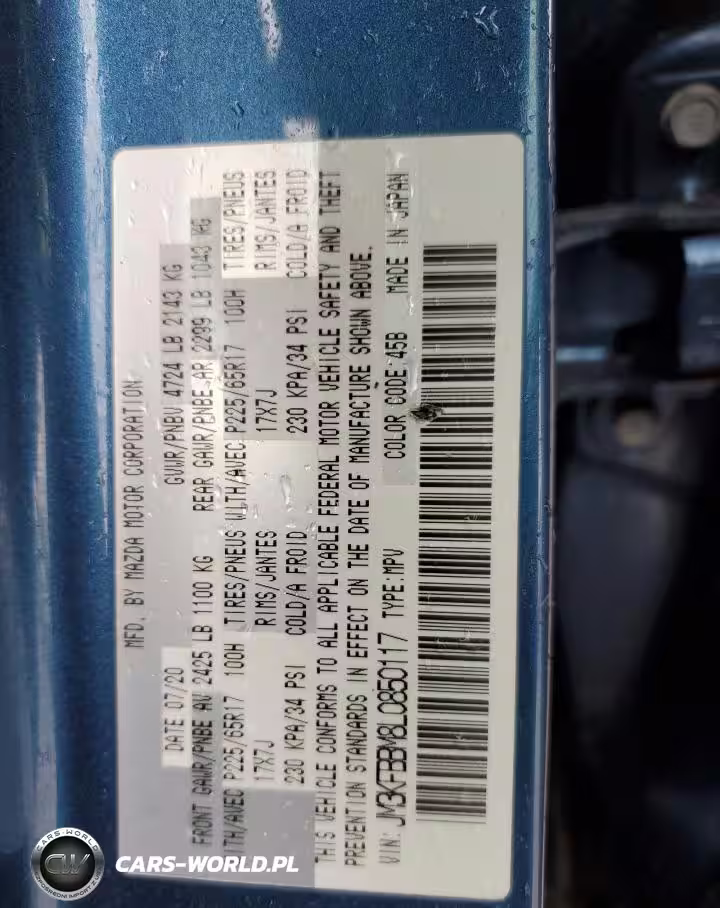 MFD. BY MAZDA MOTOR CORPORATION
DATE 07/20 GVWR/PNBV 4724 LB 2143 KG
FRONT GAWR/PNBE AV 2425 LB 1100 KG REAR GAWR/PNBE AR 2299 LB 1043 KG
WITH/AVEC P225/65R17 100H TIRES/PNEUS WITH/AVEC P225/65R17 100H TIRES/PNEUS
17X7J RIMS/JANTES 17X7J RIMS/JANTES
230 KPA/34 PSI COLD/A FROID 230 KPA/34 PSI COLD/A FROID
THIS VEHICLE CONFORMS TO ALL APPLICABLE FEDERAL MOTOR VEHICLE SAFETY AND THEFT
PREVENTION STANDARDS IN EFFECT ON THE DATE OF MANUFACTURE SHOWN ABOVE.
VIN: JM3KFBBM8L0850117 TYPE:MPV COLOR CODE:45B MADE IN JAPAN
CARS-WORLD
CW
CARS-WORLD.PL